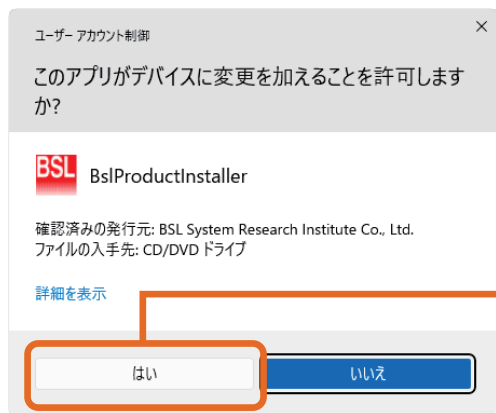 ユーザー アカウント制御
このアプリがデバイスに変更を加えることを許可します
か?
BSL
BslProductInstaller
確認済みの発行元: BSL System Research Institute Co., Ltd.
ファイルの入手先: CD/DVD ドライブ
詳細を表示
はい
いいえ